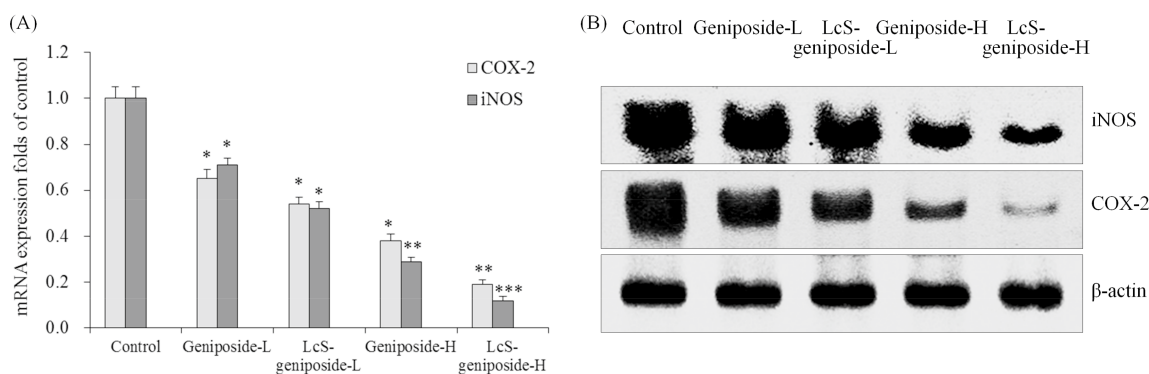 (A)
mRNA expression folds of control
1.2
1.0
0.8
0.6
0.4
0.2
0.0
COX-2
iNOS
* *
* *
* **
** ***
Control Geniposide-L LcS- Geniposide-H LcS-
geniposide-L geniposide-H
(B)
Control Geniposide-L LcS- Geniposide-H LcS-
geniposide-L geniposide-H
iNOS
COX-2
β-actin